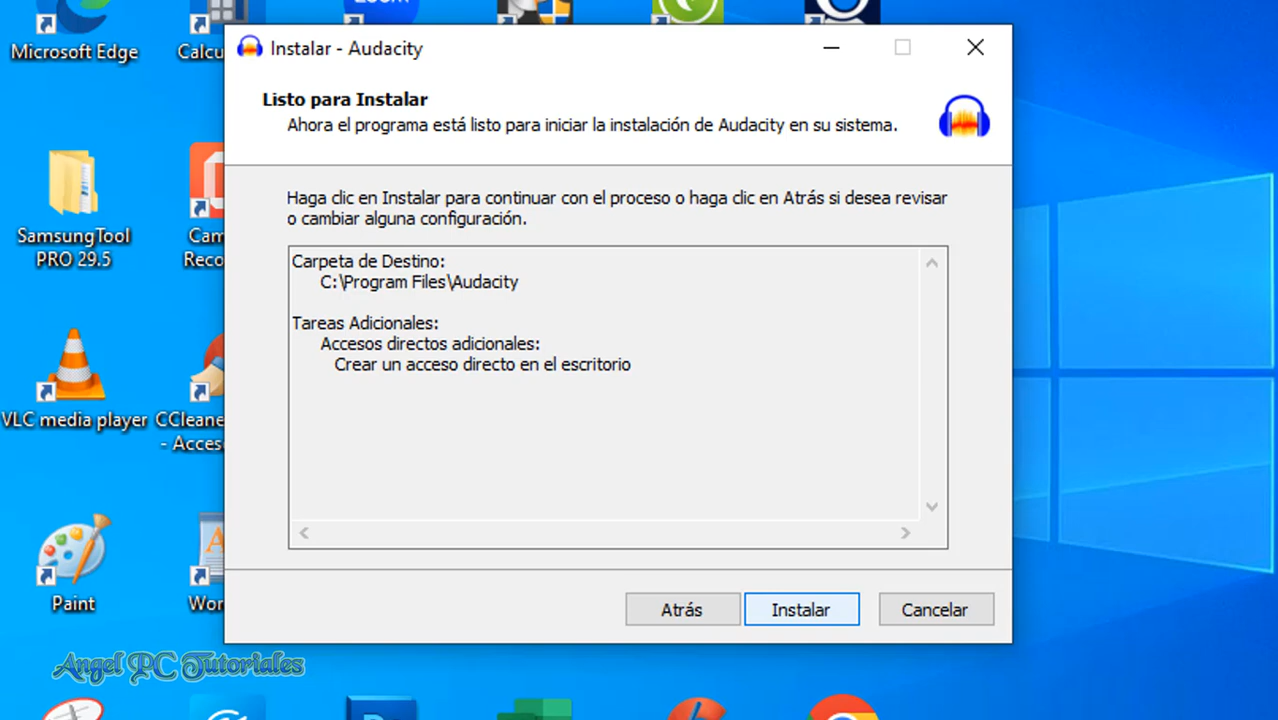 Microsoft Edge
Calcu
zoom
Instalar - Audacity
Listo para Instalar
Ahora el programa está listo para iniciar la instalación de Audacity en su sistema.
Haga clic en Instalar para continuar con el proceso o haga clic en Atrás si desea revisar
o cambiar alguna configuración.
Carpeta de Destino:
C:\Program Files\Audacity
Tareas Adicionales:
Accesos directos adicionales:
Crear un acceso directo en el escritorio
Atrás
Instalar
Cancelar
SamsungTool
PRO 29.5
Cam
Reco
VLC media player
CCleane
- Acces
Paint
Wor
Angel PC Tutoriales